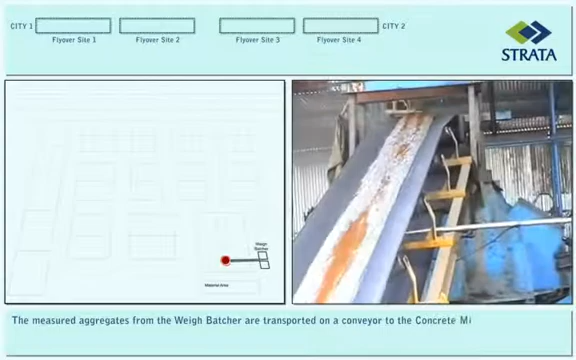 CITY 1
CITY 2
Flyover Site 1
Flyover Site 2
Flyover Site 3
Flyover Site 4
STRATA
Weigh
Batcher
Material Area
The measured aggregates from the Weigh Batcher are transported on a conveyor to the Concrete Mi